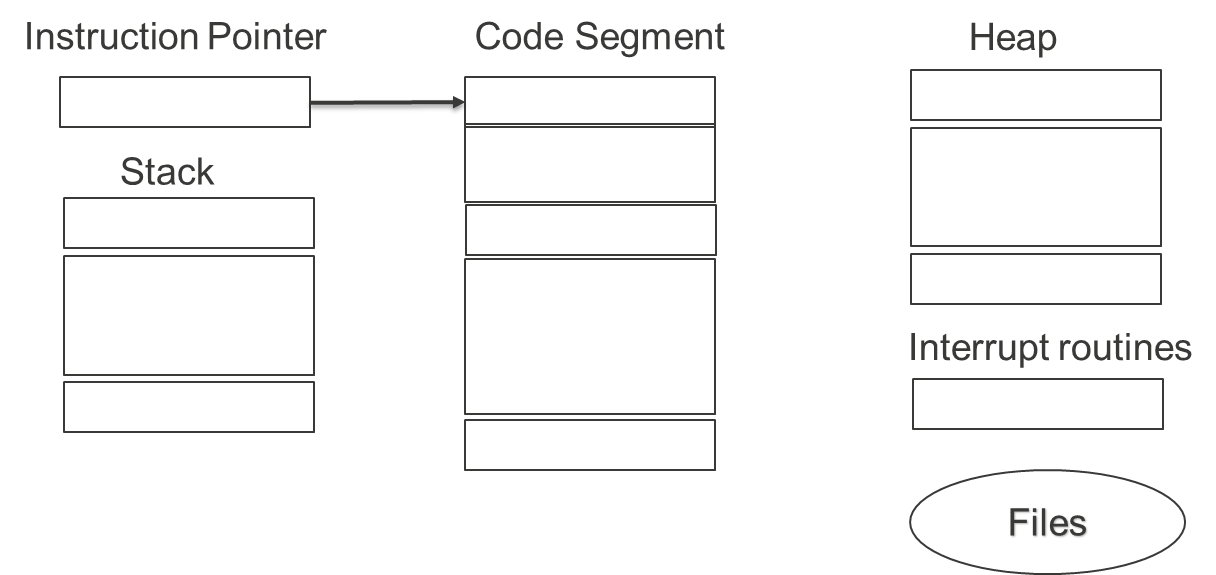 Instruction Pointer
Code Segment
Heap
Stack
Interrupt routines
Files